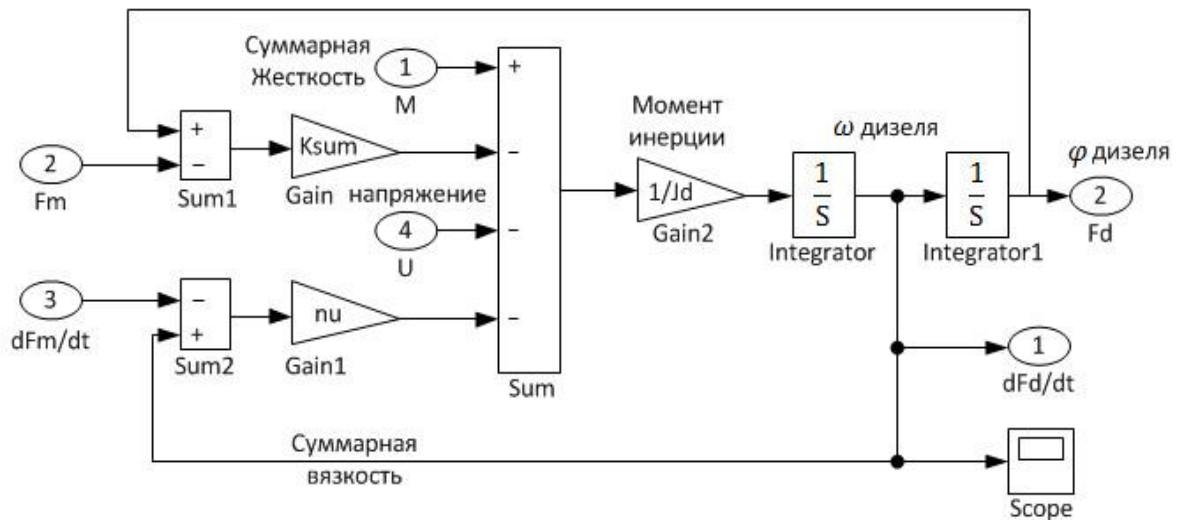 Суммарная
Жесткость
1
M
+
Момент
инерции
ω дизеля
φ дизеля
+
−
Sum1
2
Fm
Ksum
Gain
−
напряжение
4
U
−
1/Jd
Gain2
1
S
Integrator
1
S
Integrator1
2
Fd
3
dFm/dt
−
+
Sum2
nu
Gain1
−
Sum
1
dFd/dt
Суммарная
вязкость
Scope